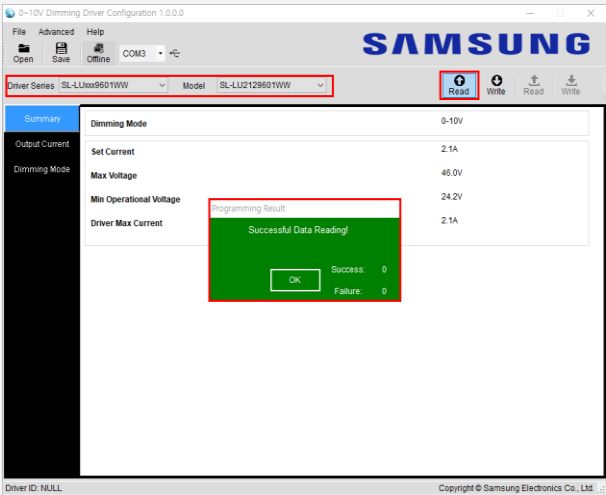 0~10V Dimming Driver Configuration 1.0.0.0
File Advanced Help
Open Save Offline COM3
SAMSUNG
Driver Series SL-LUxxx9601WW Model SL-LU2129601WW
Read Write Read Write
Summary
Output Current
Dimming Mode
Dimming Mode 0-10V
Set Current 2.1A
Max Voltage 46.0V
Min Operational Voltage 24.2V
Driver Max Current 2.1A
Programming Result
Successful Data Reading!
Success: 0
OK
Failure: 0
Driver ID: NULL
Copyright © Samsung Electronics Co., Ltd.